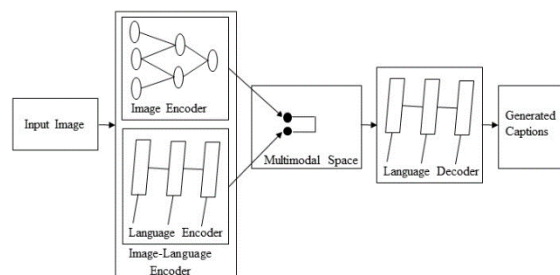 Input Image
Image Encoder
Language Encoder
Image-Language
Encoder
Multimodal Space
Language Decoder
Generated
Captions